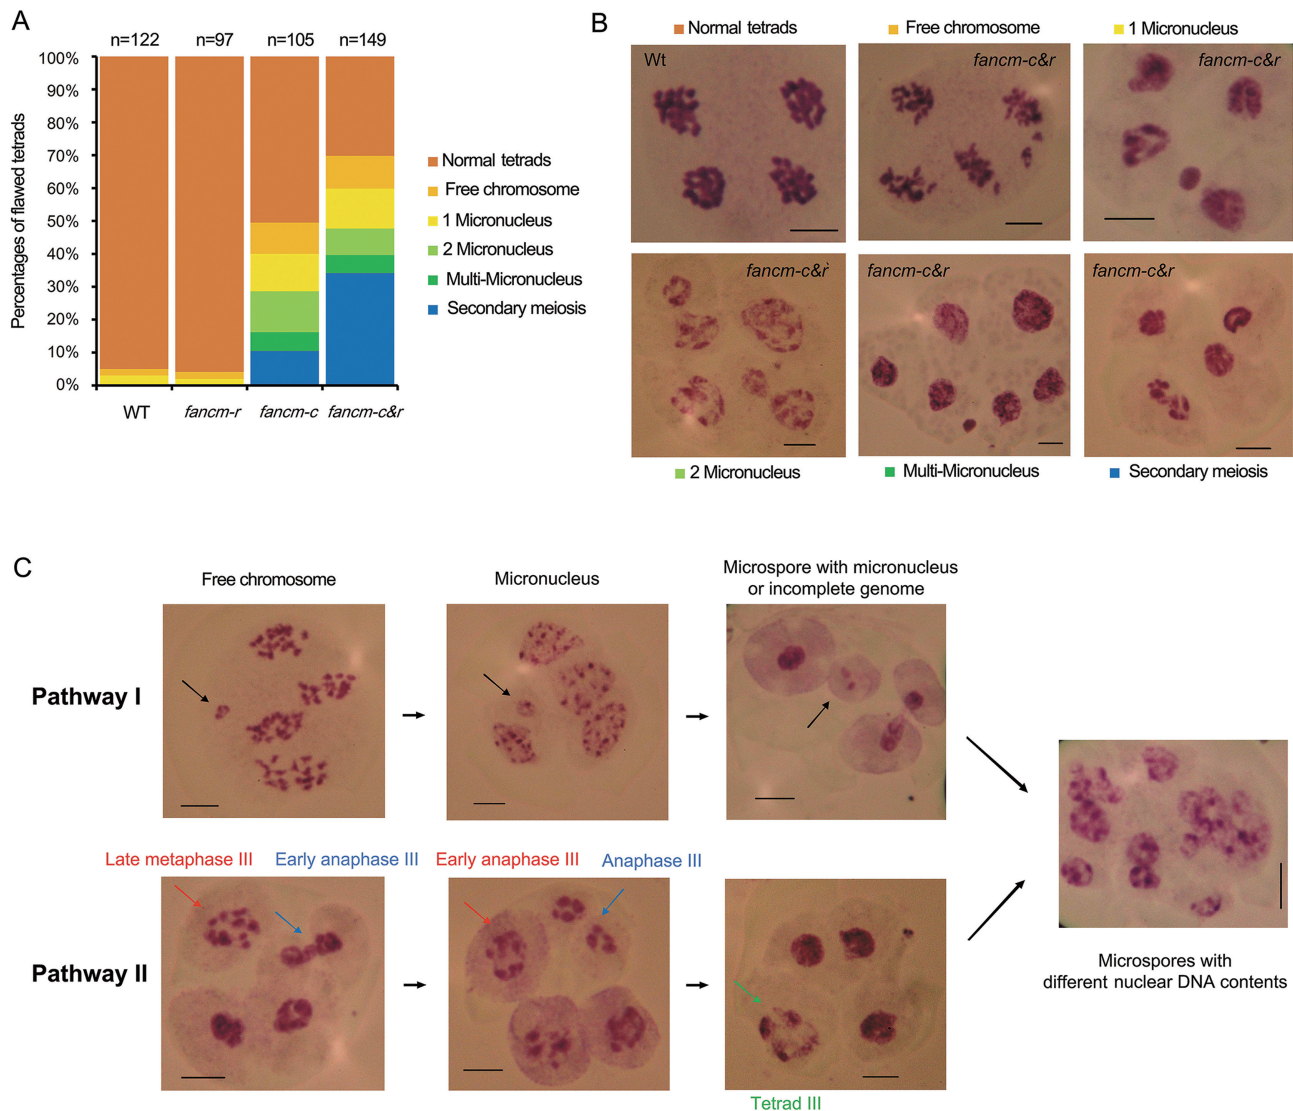 A
n=122 n=97 n=105 n=149
Percentages of flawed tetrads
100%
90%
80%
70%
60%
50%
40%
30%
20%
10%
0%
WT fancm-r fancm-c fancm-c&r
Normal tetrads
Free chromosome
1 Micronucleus
2 Micronucleus
Multi-Micronucleus
Secondary meiosis
B
Normal tetrads Free chromosome 1 Micronucleus
Wt fancm-c&r fancm-c&r
fancm-c&r fancm-c&r fancm-c&r
2 Micronucleus Multi-Micronucleus Secondary meiosis
C
Free chromosome
Micronucleus
Microspore with micronucleus
or incomplete genome
Pathway I
Late metaphase III Early anaphase III Early anaphase III Anaphase III
Pathway II
Tetrad III
Microspores with
different nuclear DNA contents